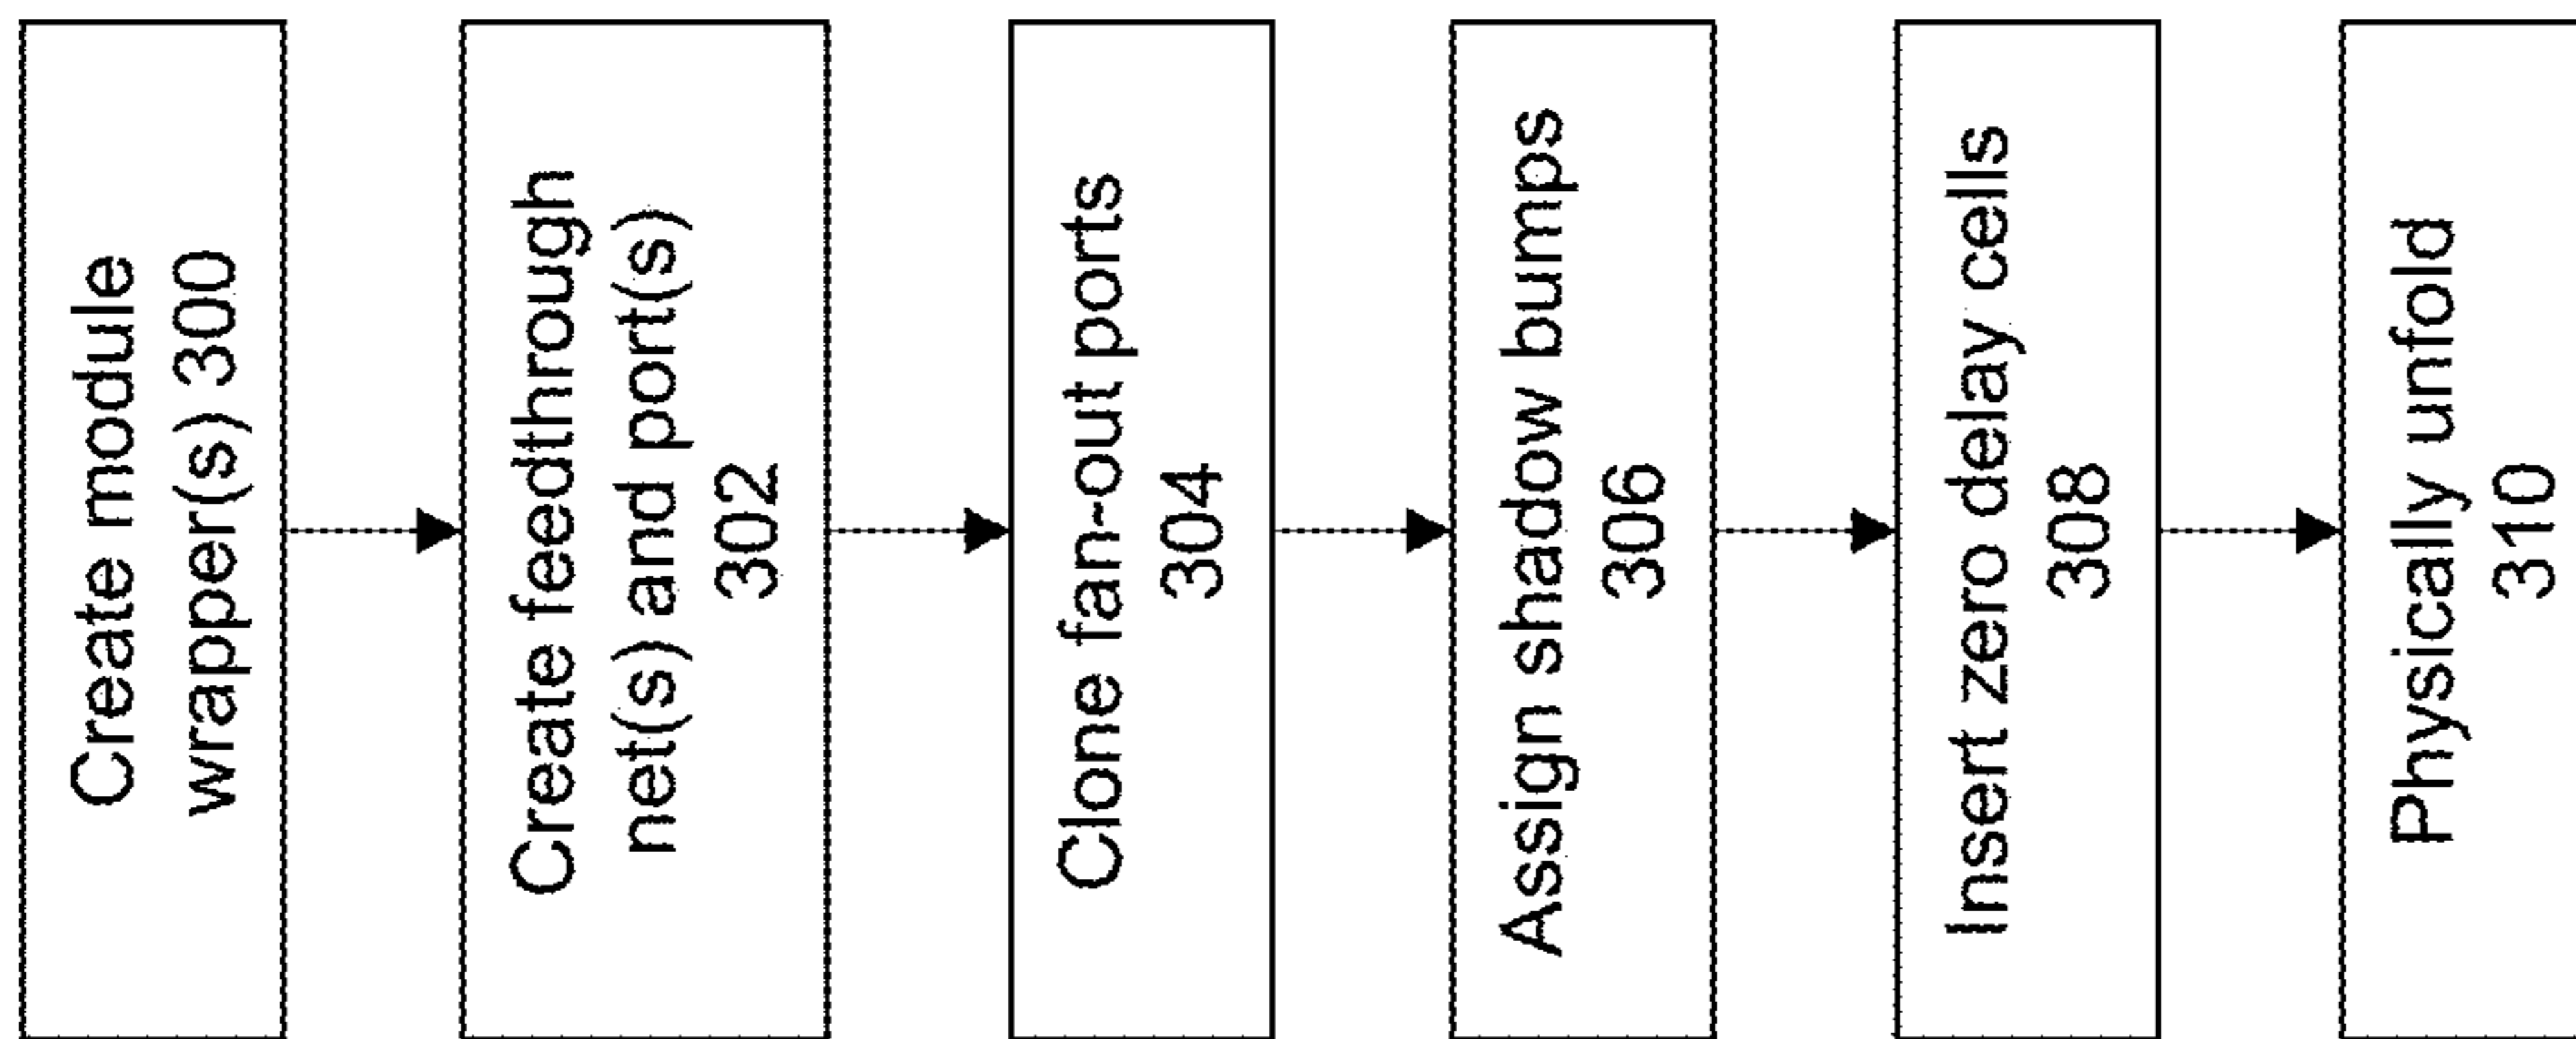 Create module
wrapper(s) 300
Create feedthrough
net(s) and port(s)
302
Clone fan-out ports
304
Assign shadow bumps
306
Insert zero delay cells
308
Physically unfold
310